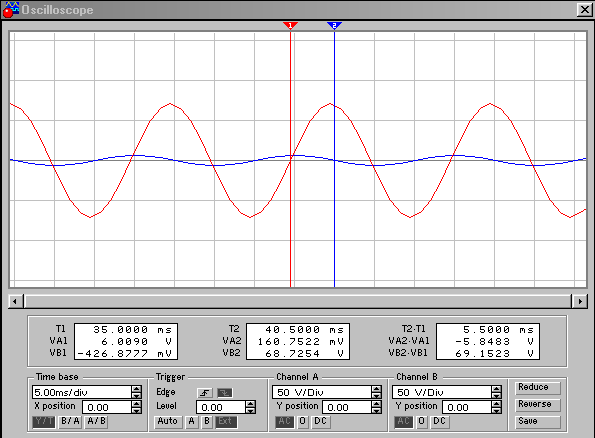 Oscilloscope
1 2
T1 35.0000 ms T2 40.5000 ms T2-T1 5.5000 ms
VA1 6.0090 V VA2 160.7522 mV VA2-VA1 -5.8483 V
VB1 -426.8777 mV VB2 68.7254 V VB2-VB1 69.1523 V
Time base Trigger Channel A Channel B Reduce
5.00ms/div Edge 50 V/Div 50 V/Div Reverse
X position 0.00 Level 0.00 Y position 0.00 Y position 0.00
Y/T B/A A/B Auto A B Ext AC 0 DC AC 0 DC Save